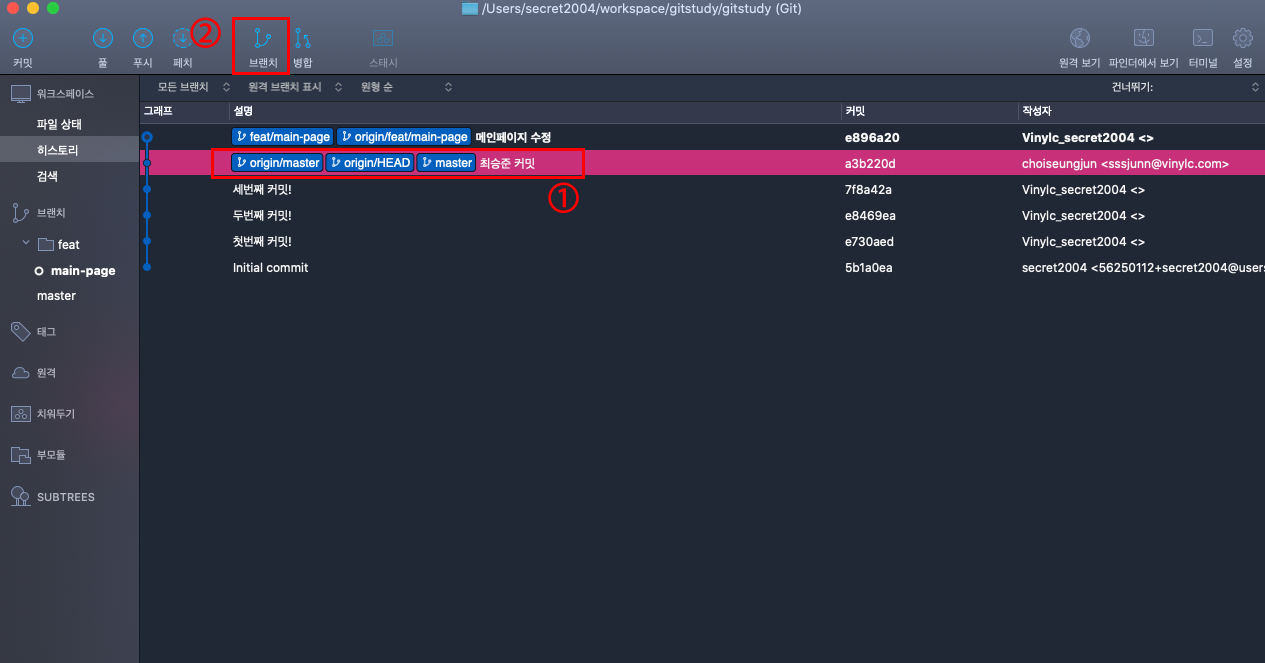 /Users/secret2004/workspace/gitstudy/gitstudy (Git)
②
커밋 풀 푸시 페치 브랜치 병합 스태시 원격 보기 파인더에서 보기 터미널 설정
워크스페이스 모든 브랜치 원격 브랜치 표시 원형 순 건너뛰기:
그래프 설명 커밋 작성자
파일 상태
feat/main-page origin/feat/main-page 메인페이지 수정 e896a20 Vinylc_secret2004 <>
히스토리
origin/master origin/HEAD master 최승준 커밋 a3b220d choiseungjun <sssjunn@vinylc.com>
검색
세번째 커밋! 7f8a42a Vinylc_secret2004 <>
①
브랜치
두번째 커밋! e8469ea Vinylc_secret2004 <>
feat
첫번째 커밋! e730aed Vinylc_secret2004 <>
main-page
Initial commit 5b1a0ea secret2004 <56250112+secret2004@users
master
태그
원격
치워두기
부모듈
SUBTREES